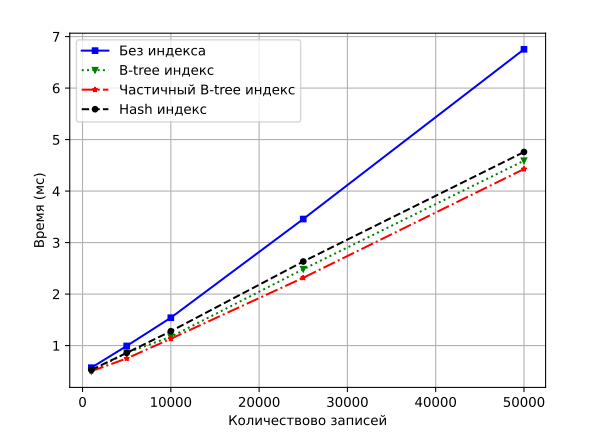 7
6
5
4
3
2
1
Время (мс)
Без индекса
B-tree индекс
Частичный B-tree индекс
Hash индекс
0 10000 20000 30000 40000 50000
Количествово записей